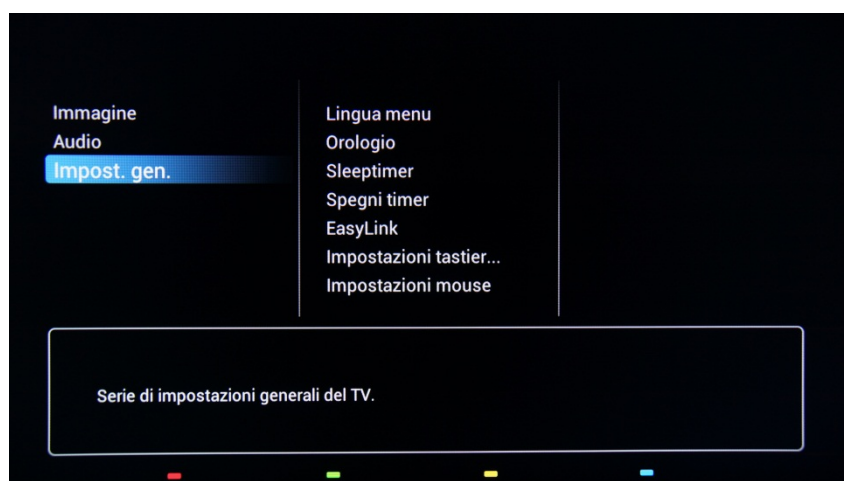 Immagine
Audio
Impost. gen.
Lingua menu
Orologio
Sleeptimer
Spegni timer
EasyLink
Impostazioni tastier...
Impostazioni mouse
Serie di impostazioni generali del TV.